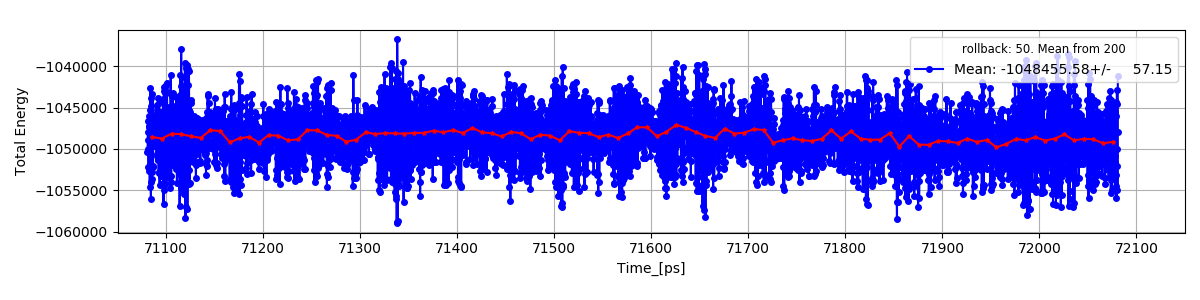 Total Energy
−1040000
−1045000
−1050000
−1055000
−1060000
rollback: 50. Mean from 200
Mean: -1048455.58+/- 57.15
71100 71200 71300 71400 71500 71600 71700 71800 71900 72000 72100
Time_[ps]